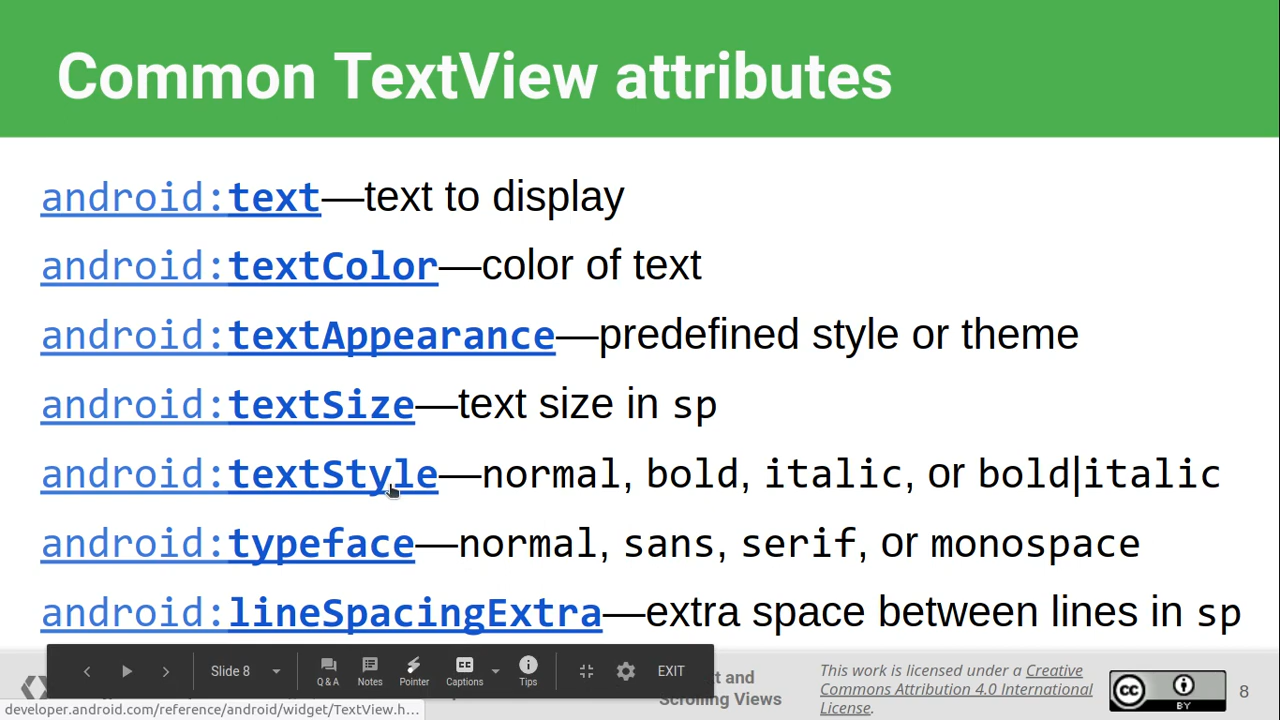 Common TextView attributes
android:text—text to display
android:textColor—color of text
android:textAppearance—predefined style or theme
android:textSize—text size in sp
android:textStyle—normal, bold, italic, or bold|italic
android:typeface—normal, sans, serif, or monospace
android:lineSpacingExtra—extra space between lines in sp
Slide 8
Q & A
Notes
Pointer
Captions
Tips
EXIT
and
Scrolling Views
This work is licensed under a Creative
Commons Attribution 4.0 International
License.
cc
BY
8
developer.android.com/reference/android/widget/TextView.h...